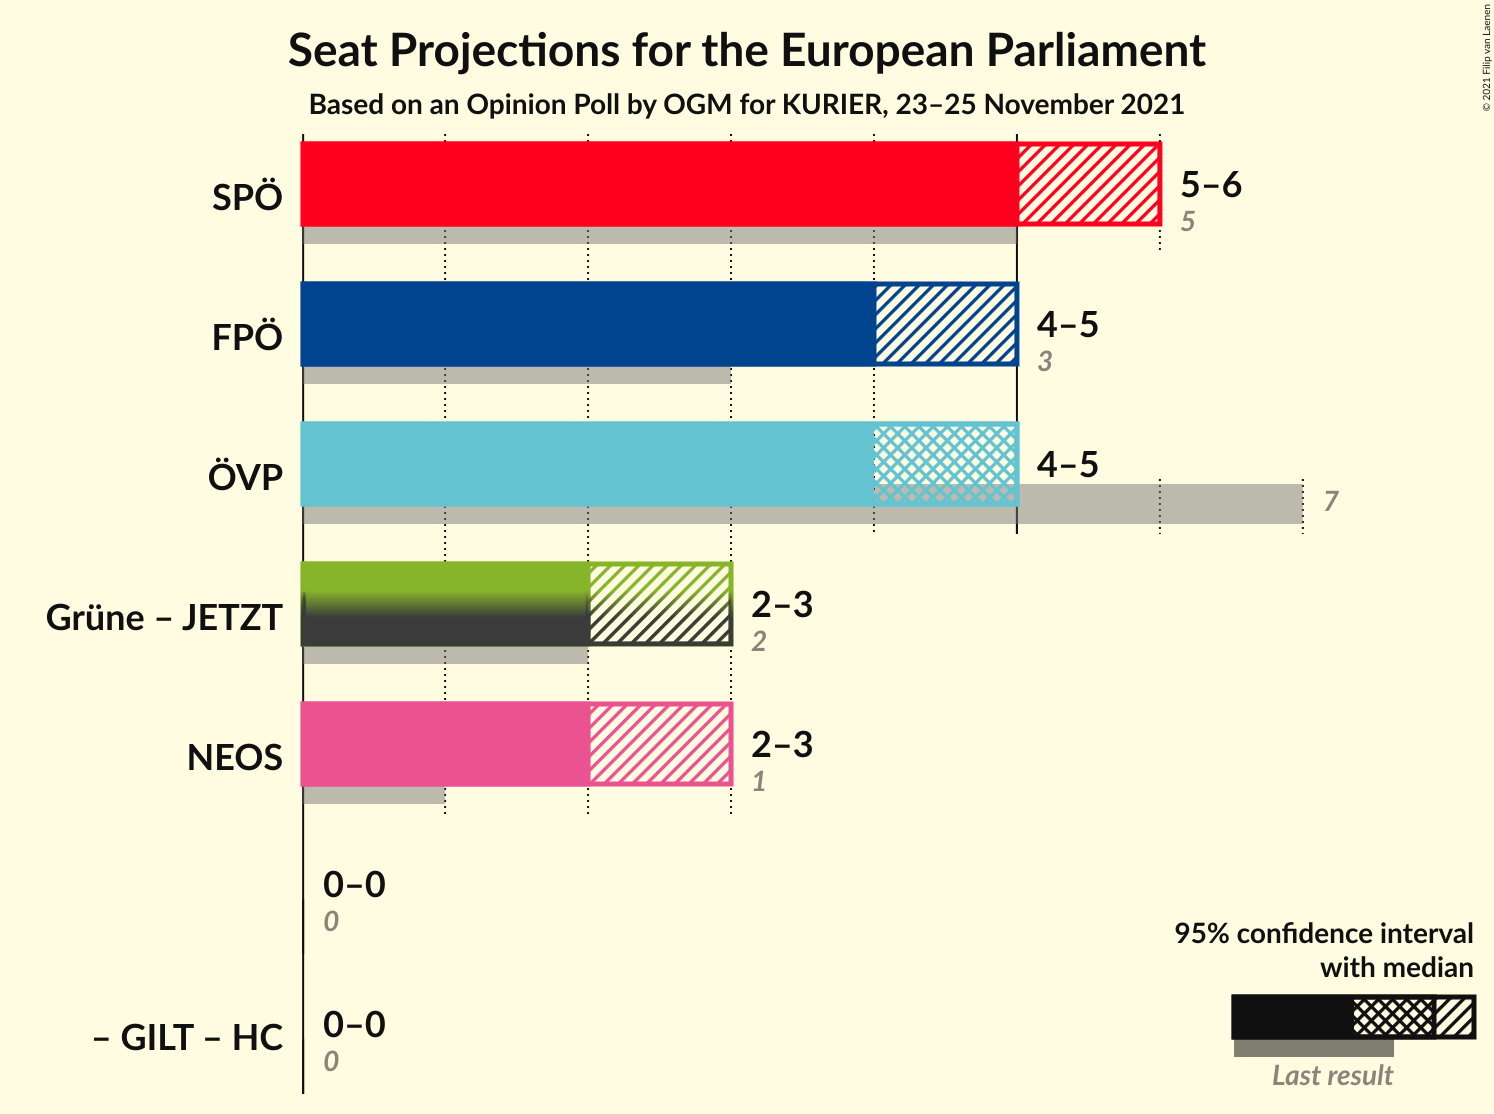 Seat Projections for the European Parliament
Based on an Opinion Poll by OGM for KURIER, 23–25 November 2021
© 2021 Filip van Laenen
SPÖ
5–6
5
FPÖ
4–5
3
ÖVP
4–5
7
Grüne – JETZT
2–3
2
NEOS
2–3
1
0–0
0
– GILT – HC
0–0
0
95% confidence interval
with median
Last result